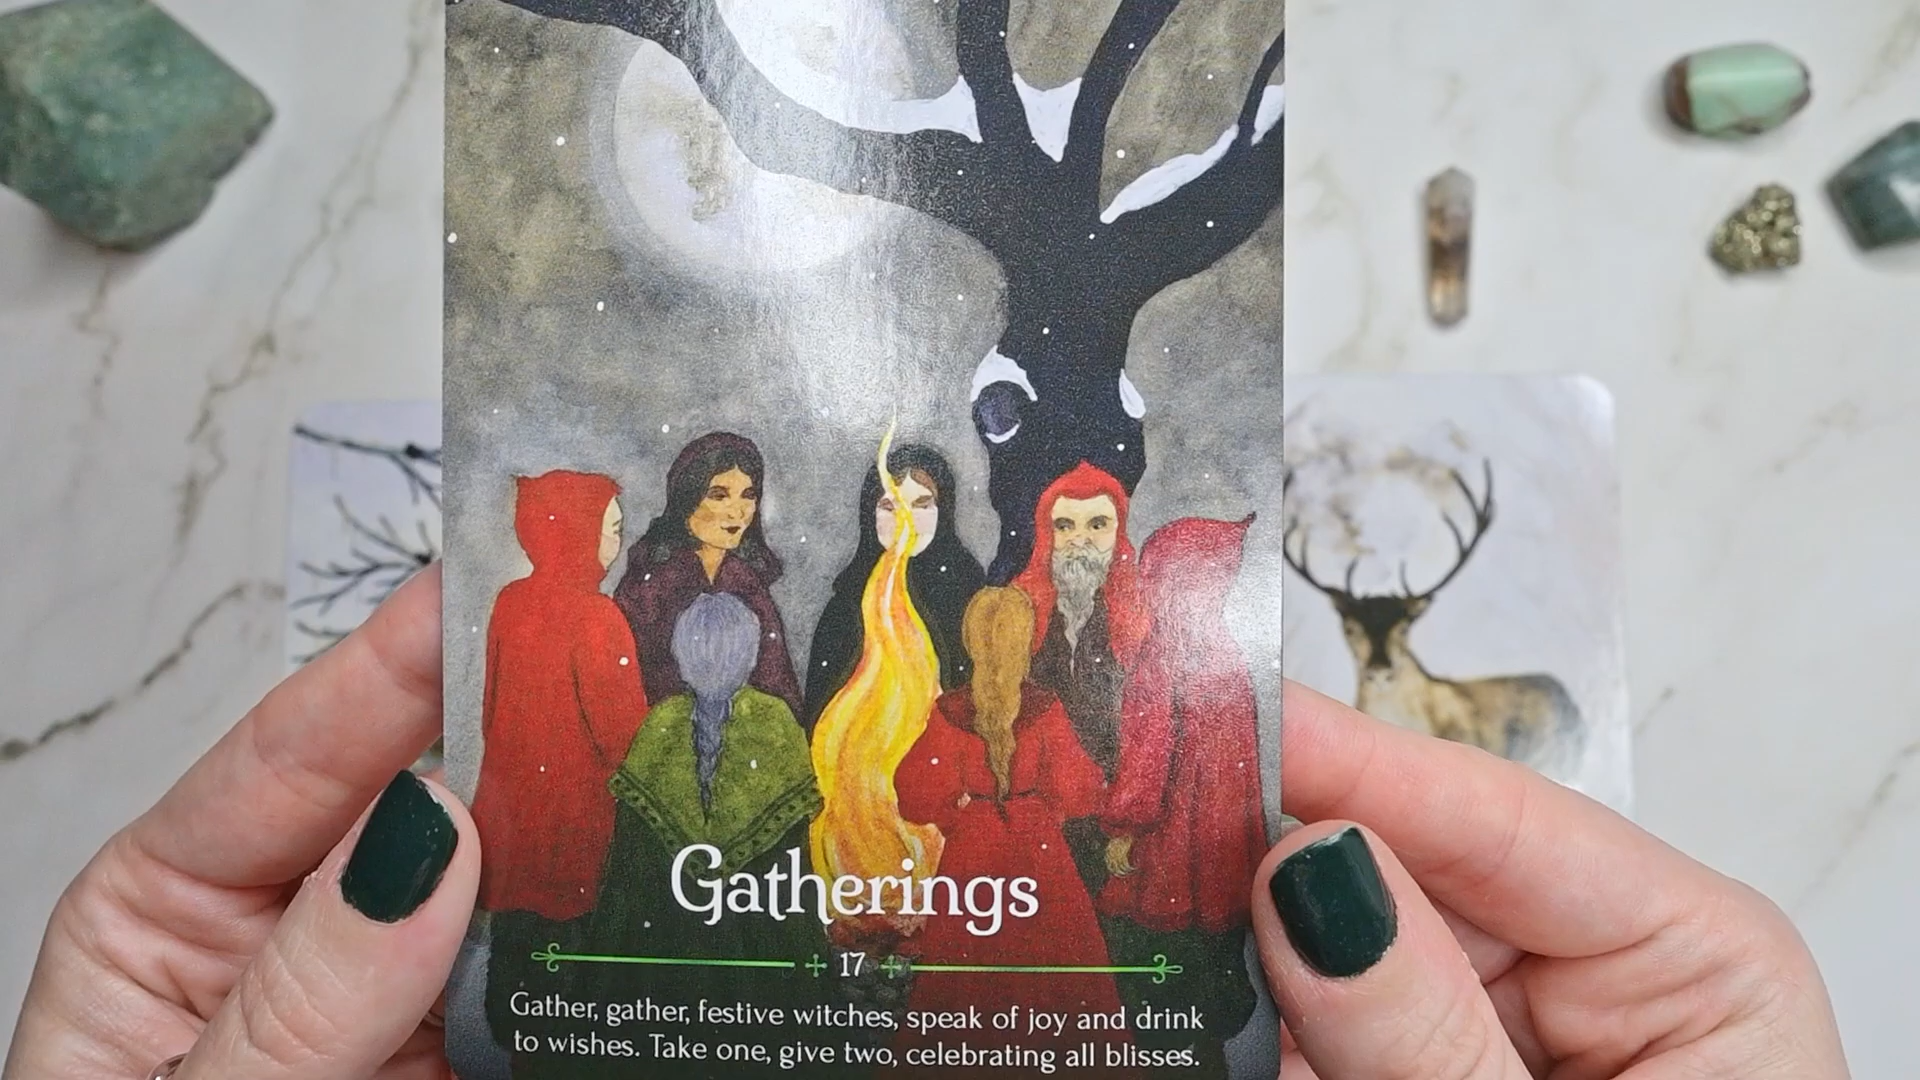 Gatherings
17
Gather, gather, festive witches, speak of joy and drink
to wishes. Take one, give two, celebrating all blisses.